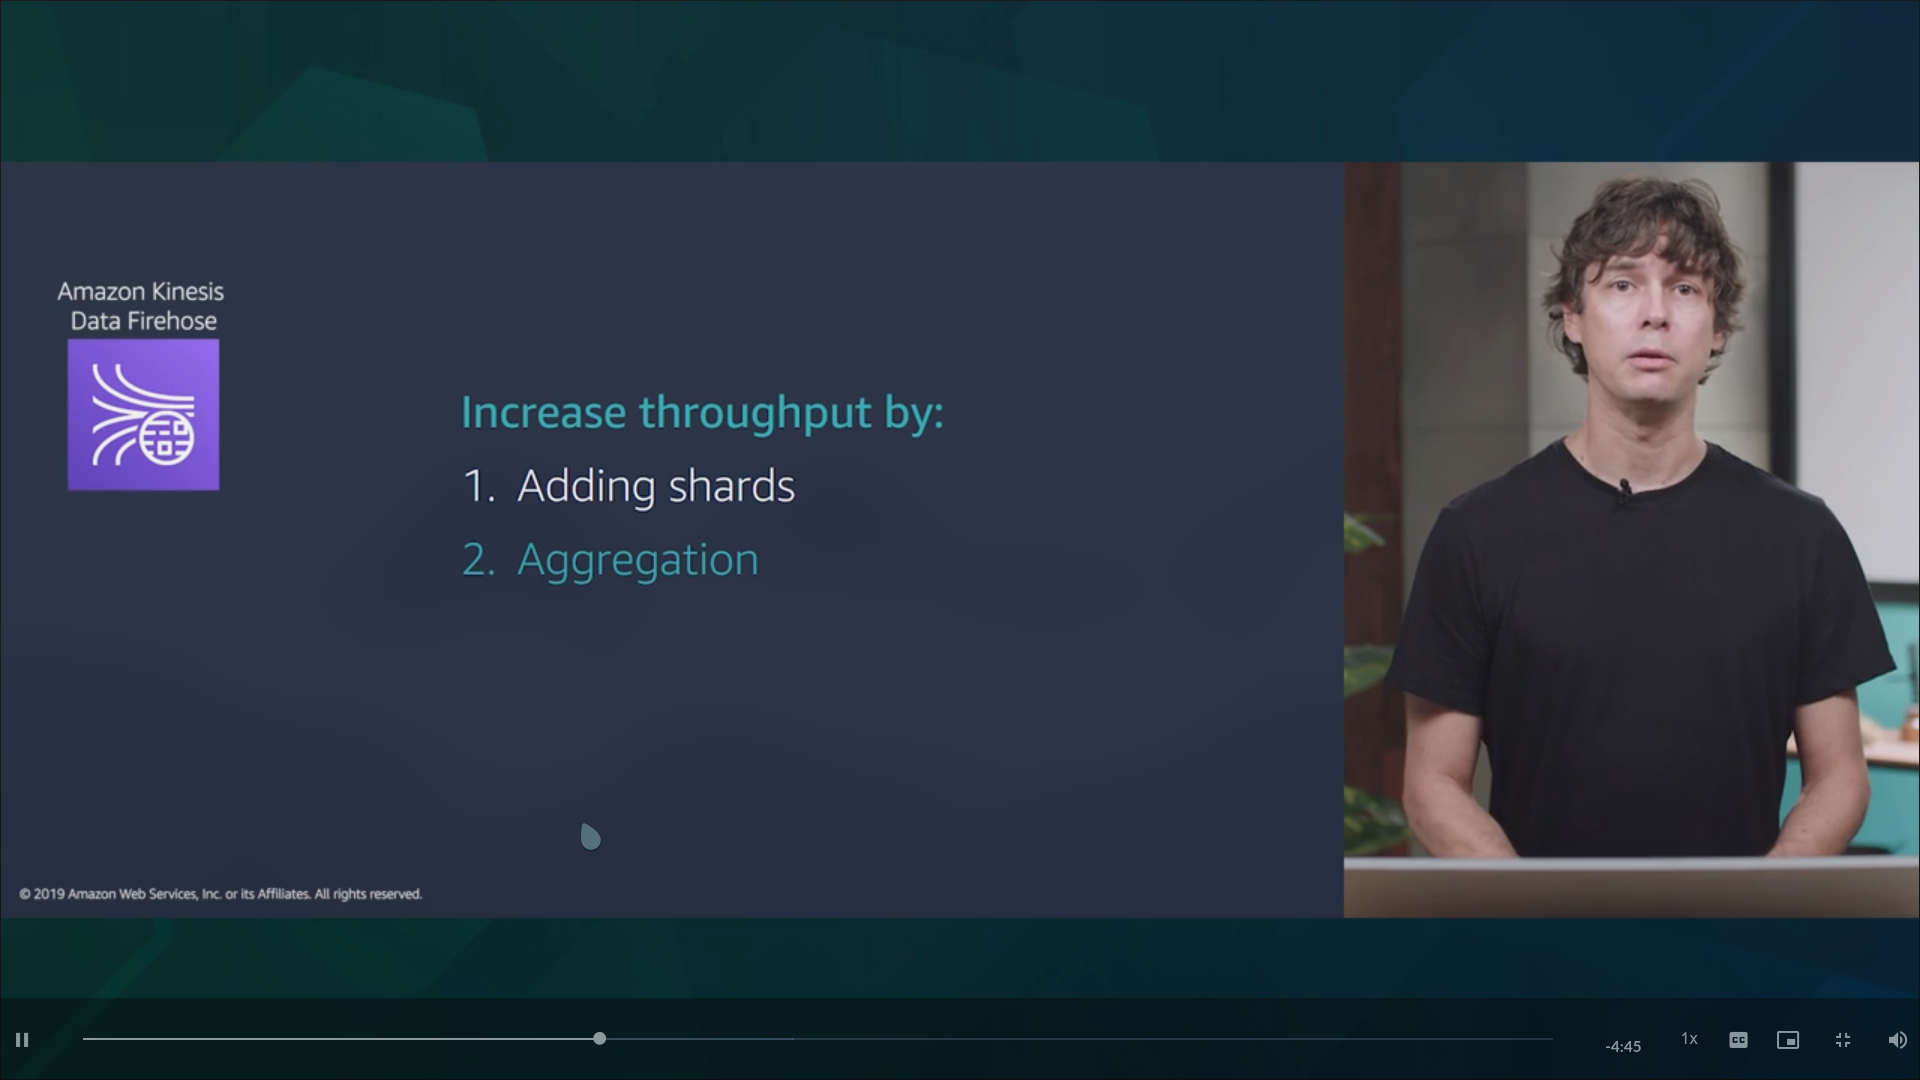 Amazon Kinesis
Data Firehose
Increase throughput by:
1. Adding shards
2. Aggregation
© 2019 Amazon Web Services, Inc. or its Affiliates. All rights reserved.
-4:45
1x
CC